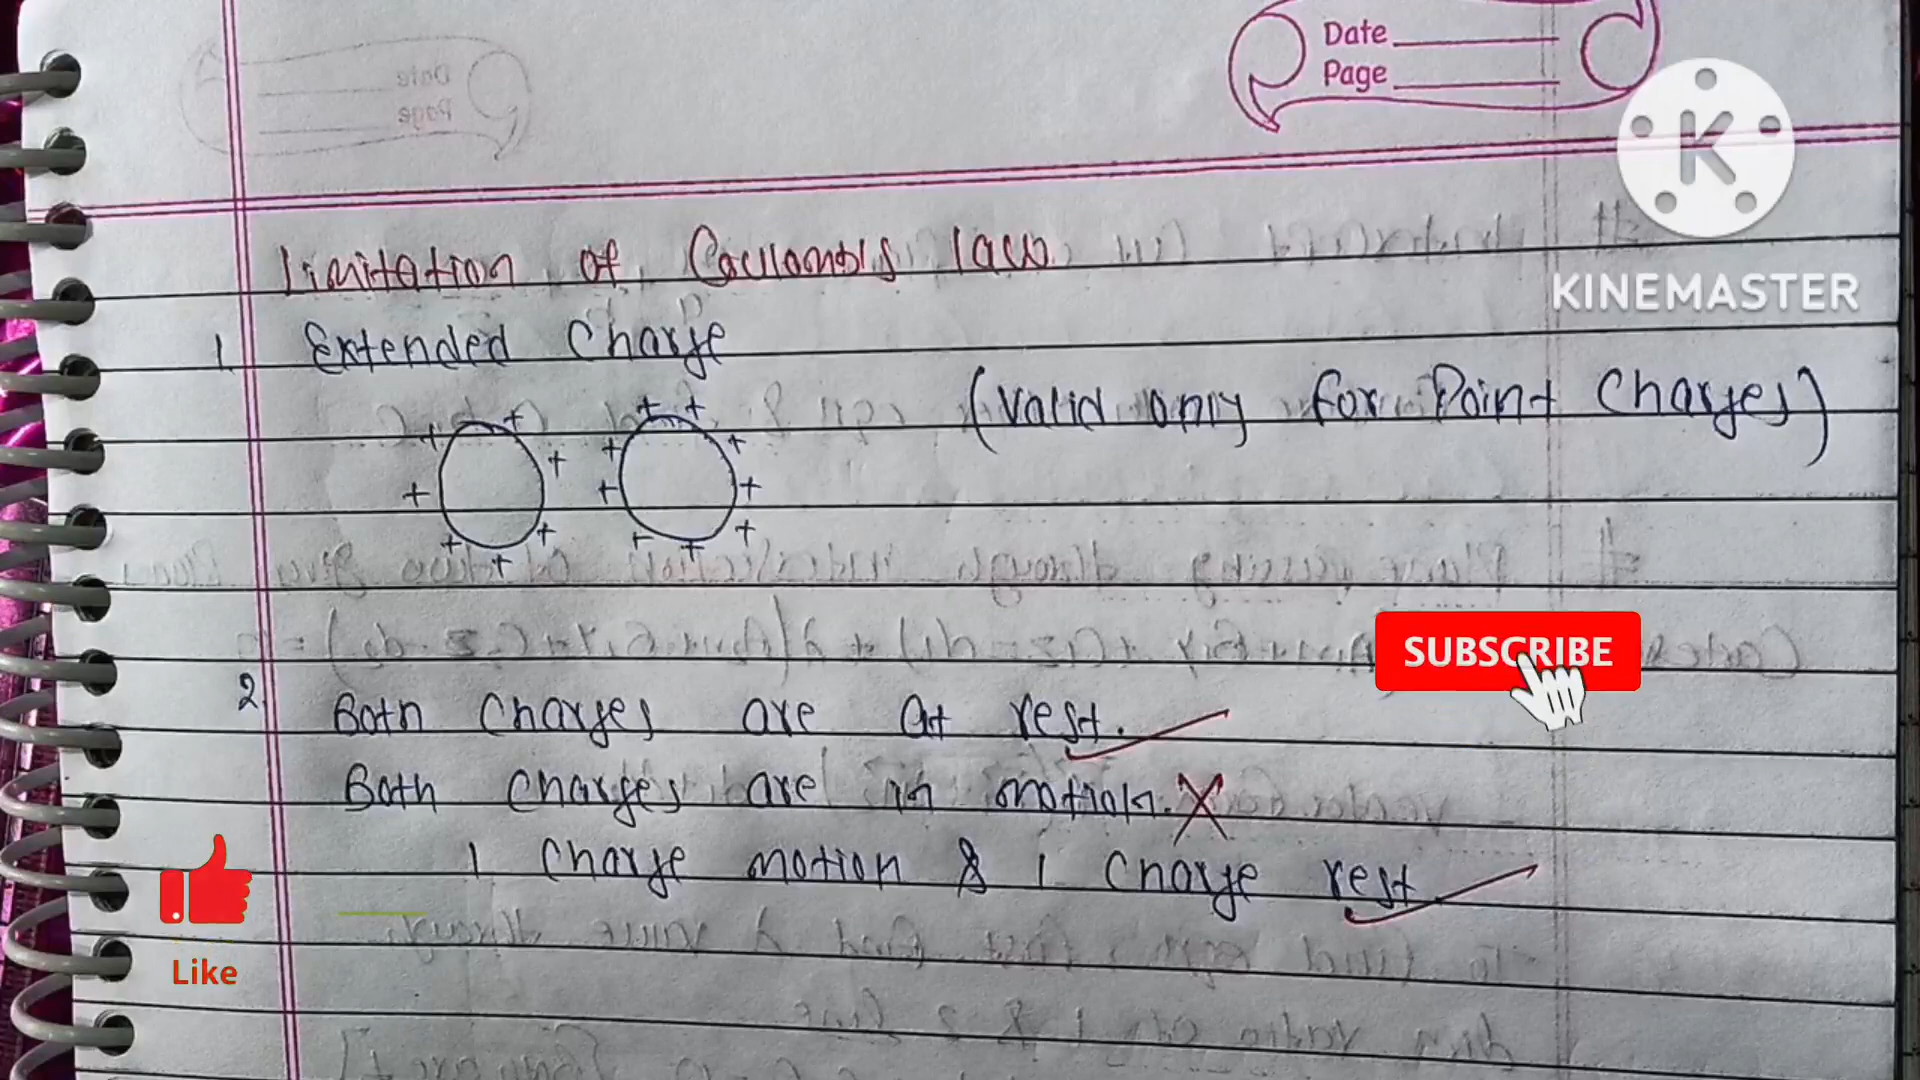 Date
Page
KINEMASTER
Limitation of Coulomb's law
1. Extended Charge
(Valid only for Point Charges)
SUBSCRIBE
2. Both Charges are at rest.
Both Charges are in motion. X
1 Charge motion & 1 Charge rest
Like